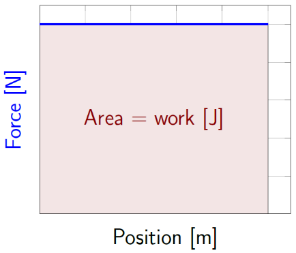 Force [N]
Area = work [J]
Position [m]